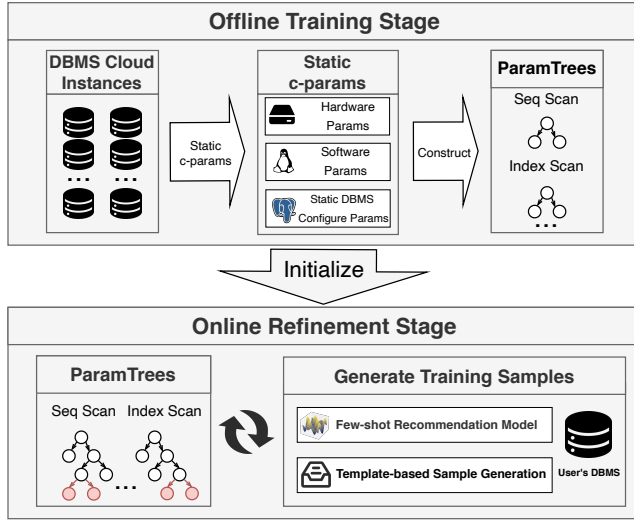 Offline Training Stage
DBMS Cloud
Instances
... ...
Static
c-params
Static
c-params
Hardware
Params
Software
Params
Static DBMS
Configure Params
Construct
ParamTrees
Seq Scan
Index Scan
...
Initialize
Online Refinement Stage
ParamTrees
Seq Scan Index Scan
...
Generate Training Samples
Few-shot Recommendation Model
Template-based Sample Generation
User's DBMS